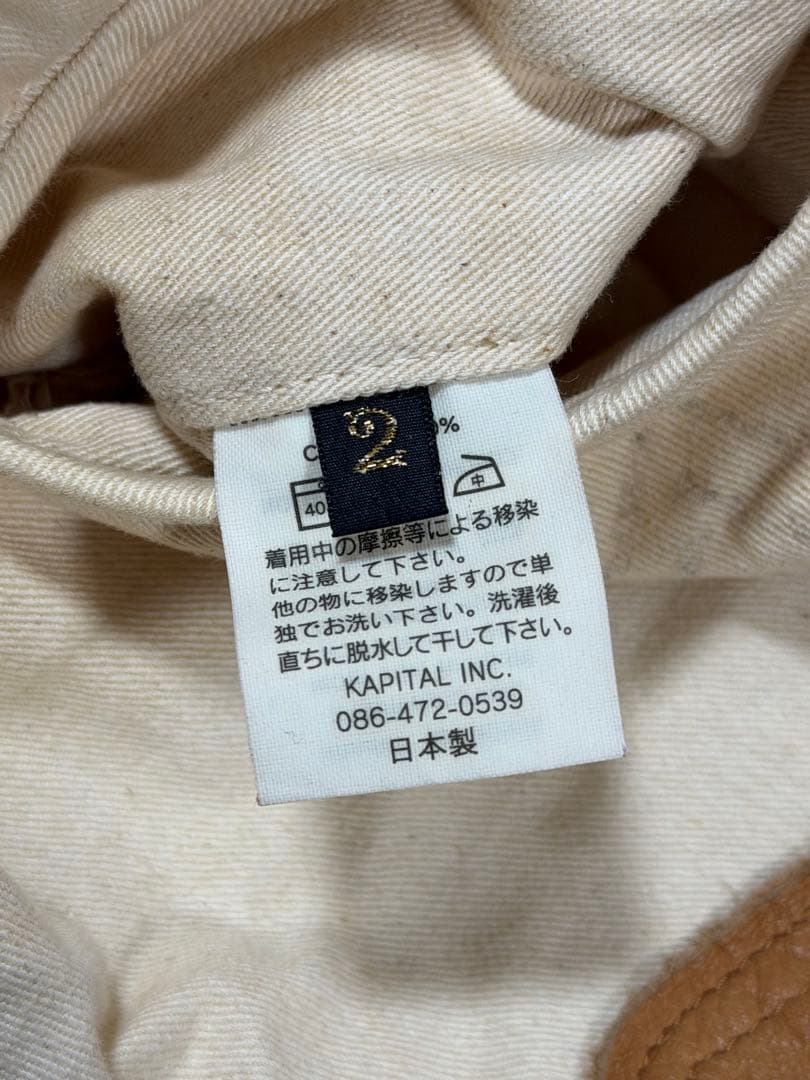 2
40
中
着用中の摩擦等による移染
に注意して下さい。
他の物に移染しますので単
独でお洗い下さい。洗濯後
直ちに脱水して干して下さい。
KAPITAL INC.
086-472-0539
日本製